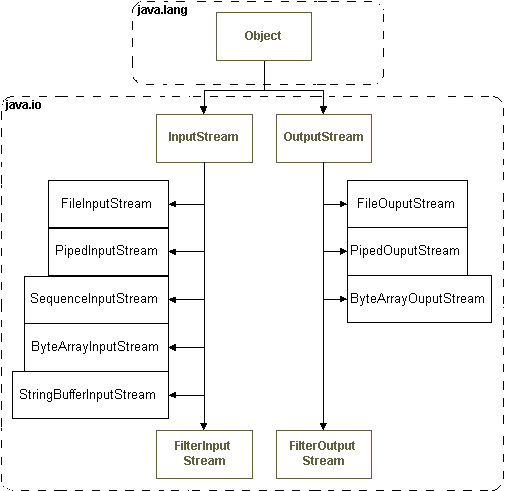 java.lang
Object
java.io
InputStream
OutputStream
FileInputStream
FileOuputStream
PipedInputStream
PipedOuputStream
SequenceInputStream
ByteArrayOuputStream
ByteArrayInputStream
StringBufferInputStream
FilterInput
Stream
FilterOutput
Stream